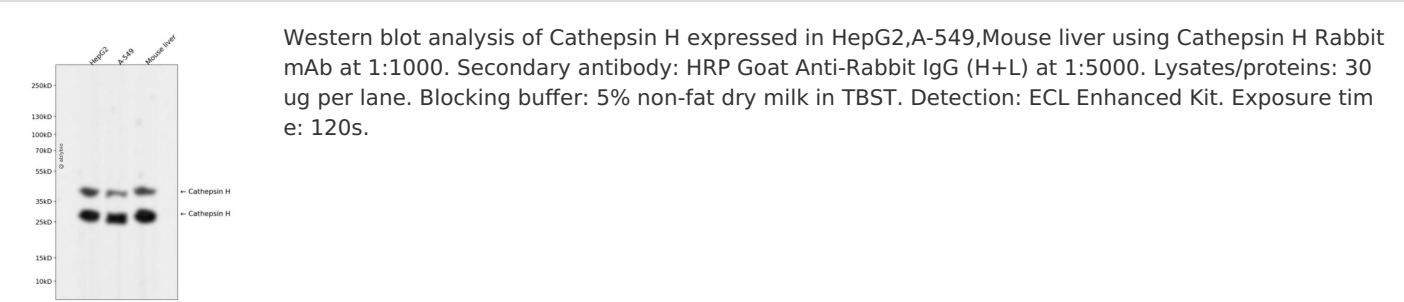 HepG2
A-549
Mouse liver
250kD
130kD
100kD
70kD
55kD
35kD
25kD
15kD
10kD
© abybio
← Cathepsin H
← Cathepsin H
Western blot analysis of Cathepsin H expressed in HepG2,A-549,Mouse liver using Cathepsin H Rabbit
mAb at 1:1000. Secondary antibody: HRP Goat Anti-Rabbit IgG (H+L) at 1:5000. Lysates/proteins: 30
ug per lane. Blocking buffer: 5% non-fat dry milk in TBST. Detection: ECL Enhanced Kit. Exposure tim
e: 120s.